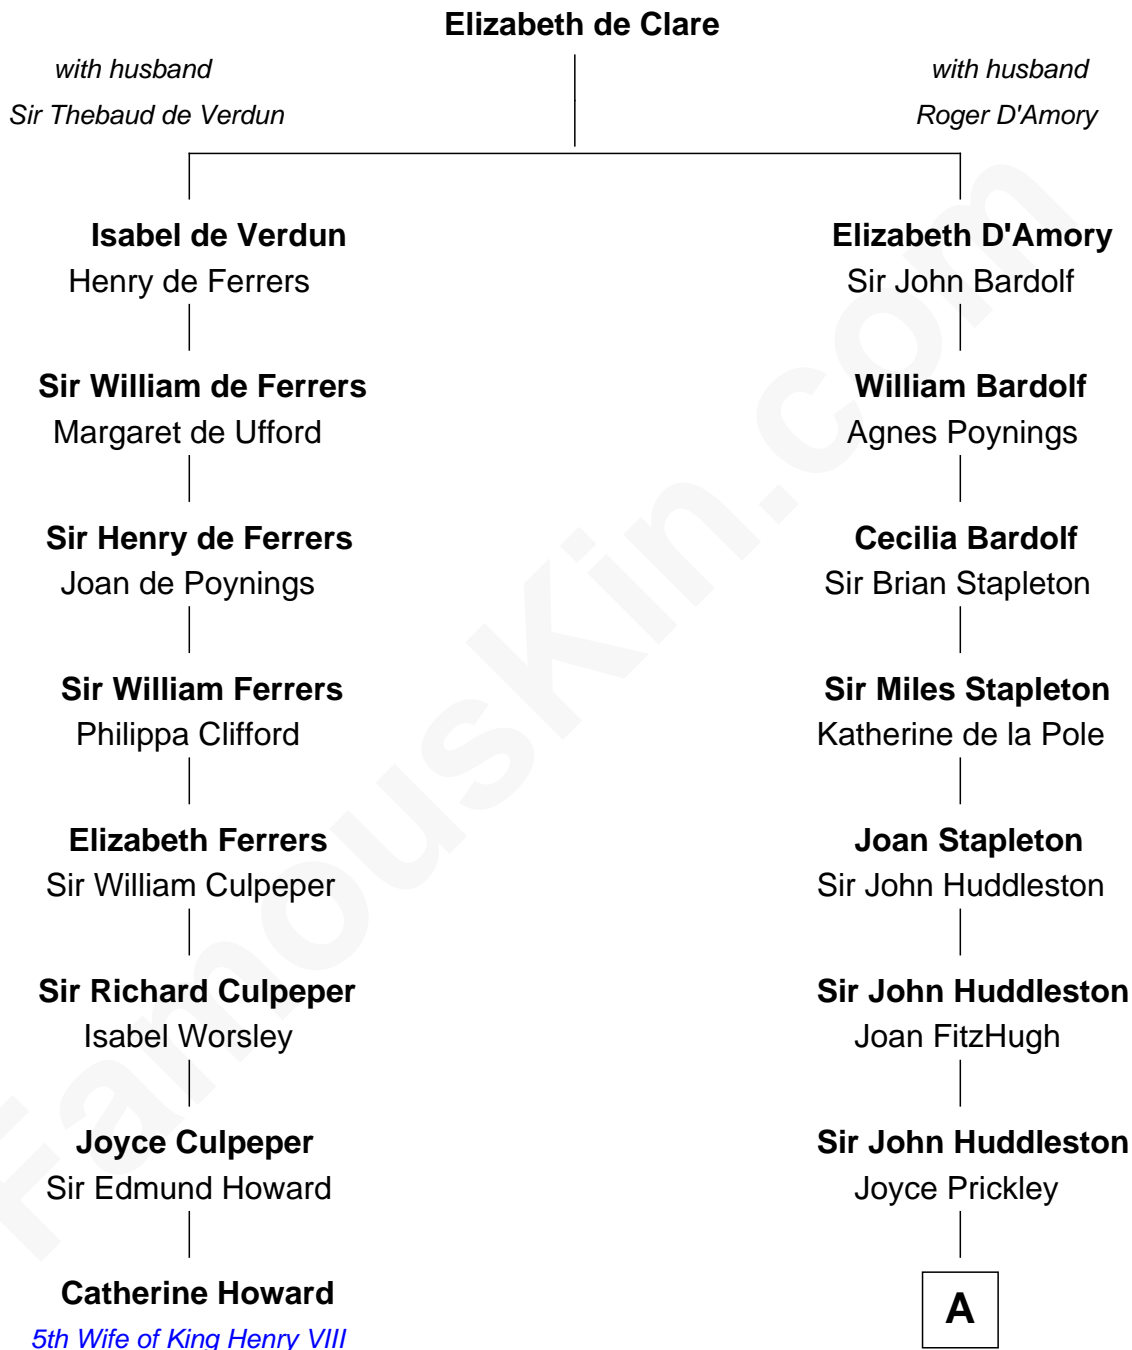 Elizabeth de Clare
with husband
Sir Thebaud de Verdun
with husband
Roger D'Amory
Isabel de Verdun
Henry de Ferrers
Elizabeth D'Amory
Sir John Bardolf
Sir William de Ferrers
Margaret de Ufford
William Bardolf
Agnes Poynings
Sir Henry de Ferrers
Joan de Poynings
Cecilia Bardolf
Sir Brian Stapleton
Sir William Ferrers
Philippa Clifford
Sir Miles Stapleton
Katherine de la Pole
Elizabeth Ferrers
Sir William Culpeper
Joan Stapleton
Sir John Huddleston
Sir Richard Culpeper
Isabel Worsley
Sir John Huddleston
Joan FitzHugh
Joyce Culpeper
Sir Edmund Howard
Sir John Huddleston
Joyce Prickley
Catherine Howard
5th Wife of King Henry VIII
A
FamousKin.com